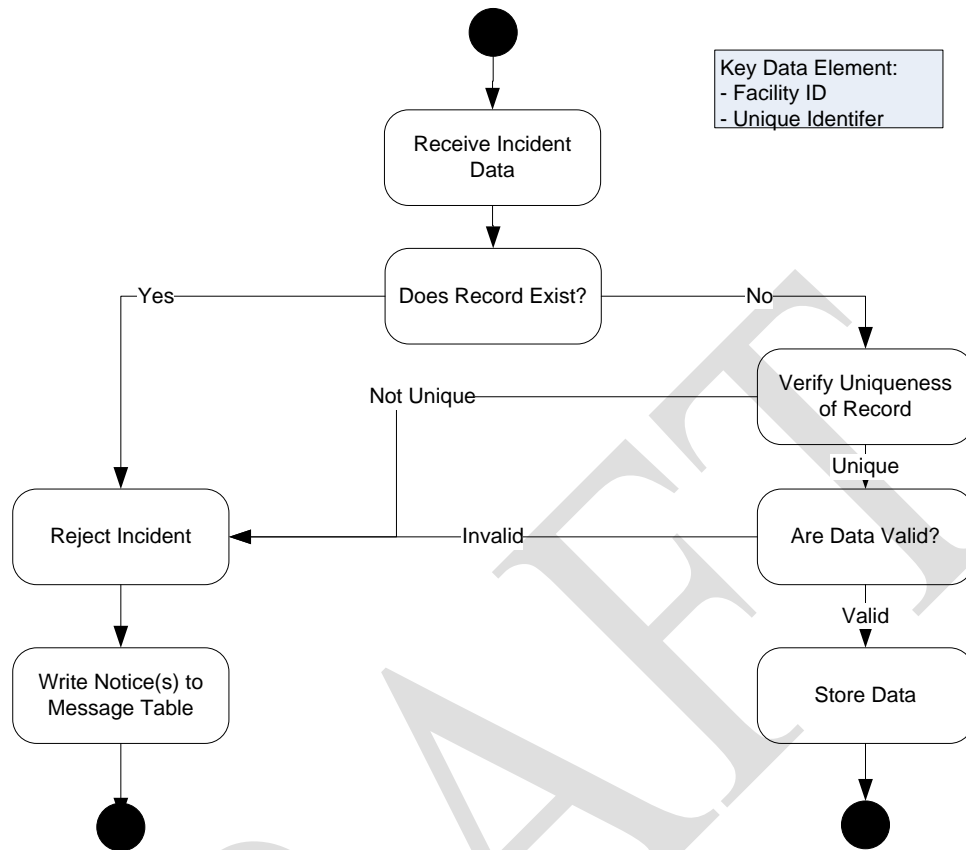 Key Data Element:
- Facility ID
- Unique Identifer
Receive Incident
Data
Does Record Exist?
Yes
No
Verify Uniqueness
of Record
Not Unique
Unique
Reject Incident
Invalid
Are Data Valid?
Valid
Write Notice(s) to
Message Table
Store Data
RAFT